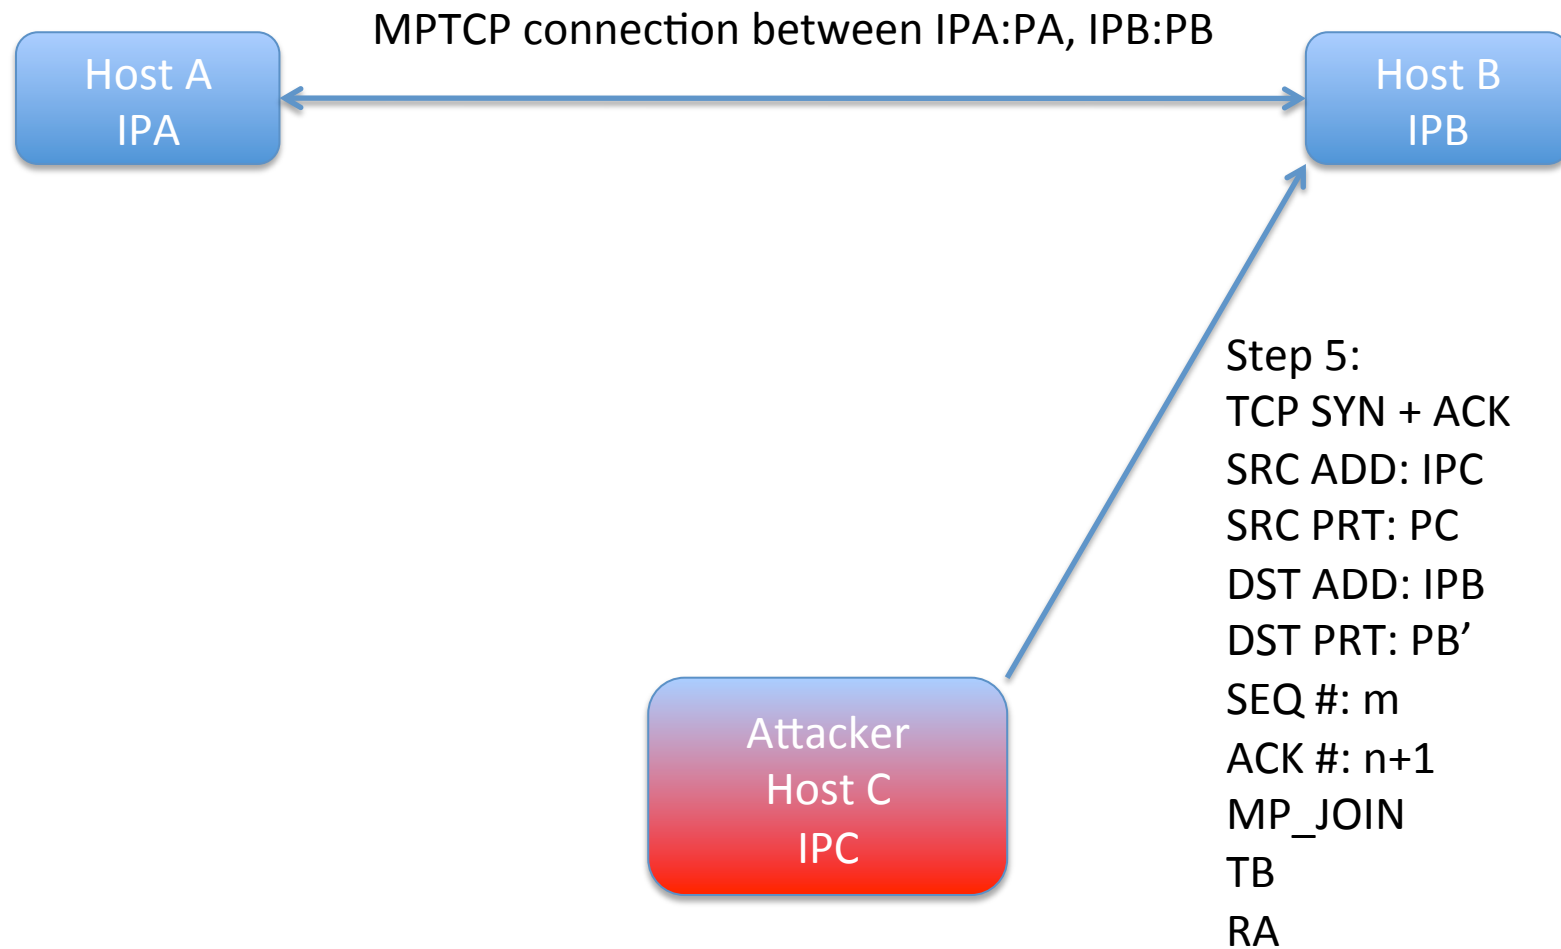 MPTCP connection between IPA:PA, IPB:PB
Host A
IPA
Host B
IPB
Step 5:
TCP SYN + ACK
SRC ADD: IPC
SRC PRT: PC
DST ADD: IPB
DST PRT: PB’
SEQ #: m
ACK #: n+1
MP_JOIN
TB
RA
Attacker
Host C
IPC